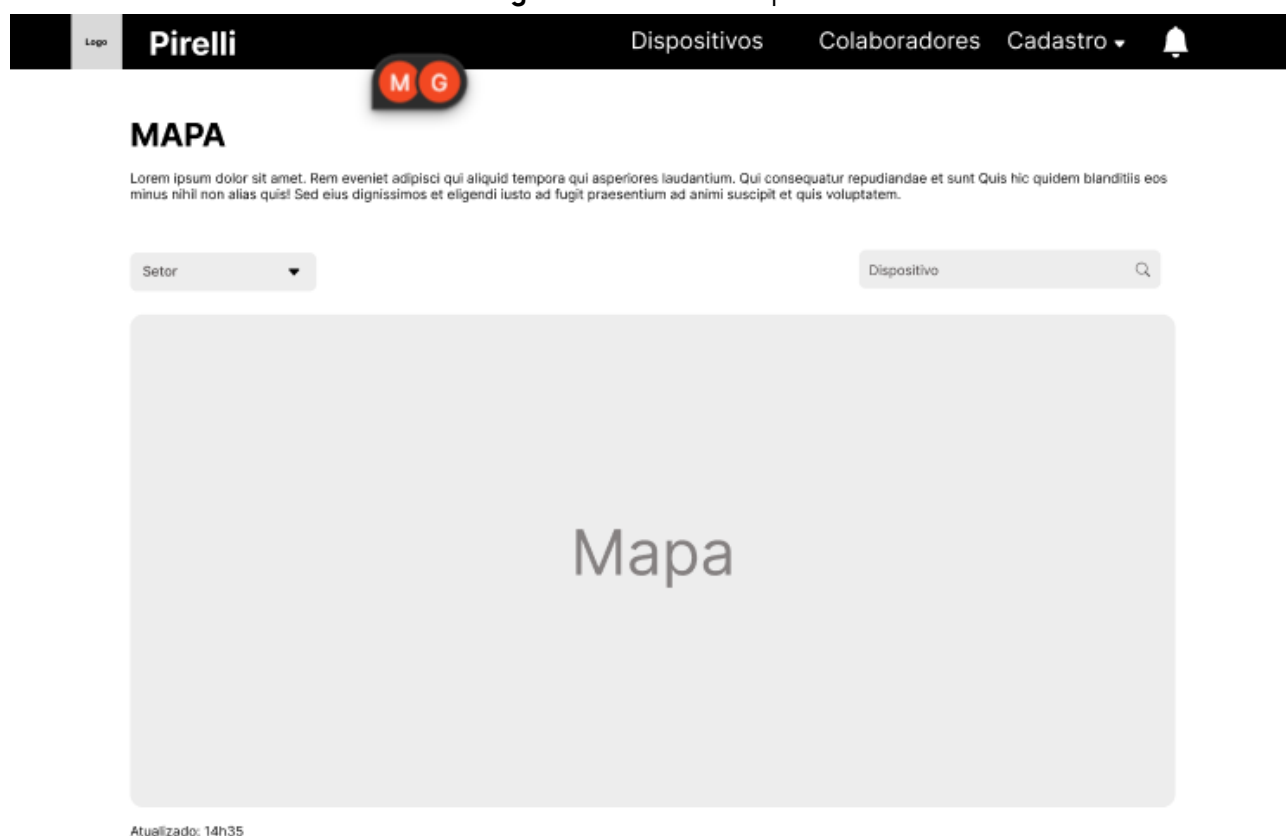 Logo Pirelli Dispositivos Colaboradores Cadastro
M G
MAPA
Lorem ipsum dolor sit amet. Rem eveniet adipisci qui aliquid tempora qui asperiores laudantium. Qui consequatur repudiandae et sunt Quis hic quidem blanditiis eos
minus nihil non alias quis! Sed eius dignissimos et eligendi iusto ad fugit praesentium ad animi suscipit et quis voluptatem.
Setor Dispositivo
Mapa
Atualizado: 14h35